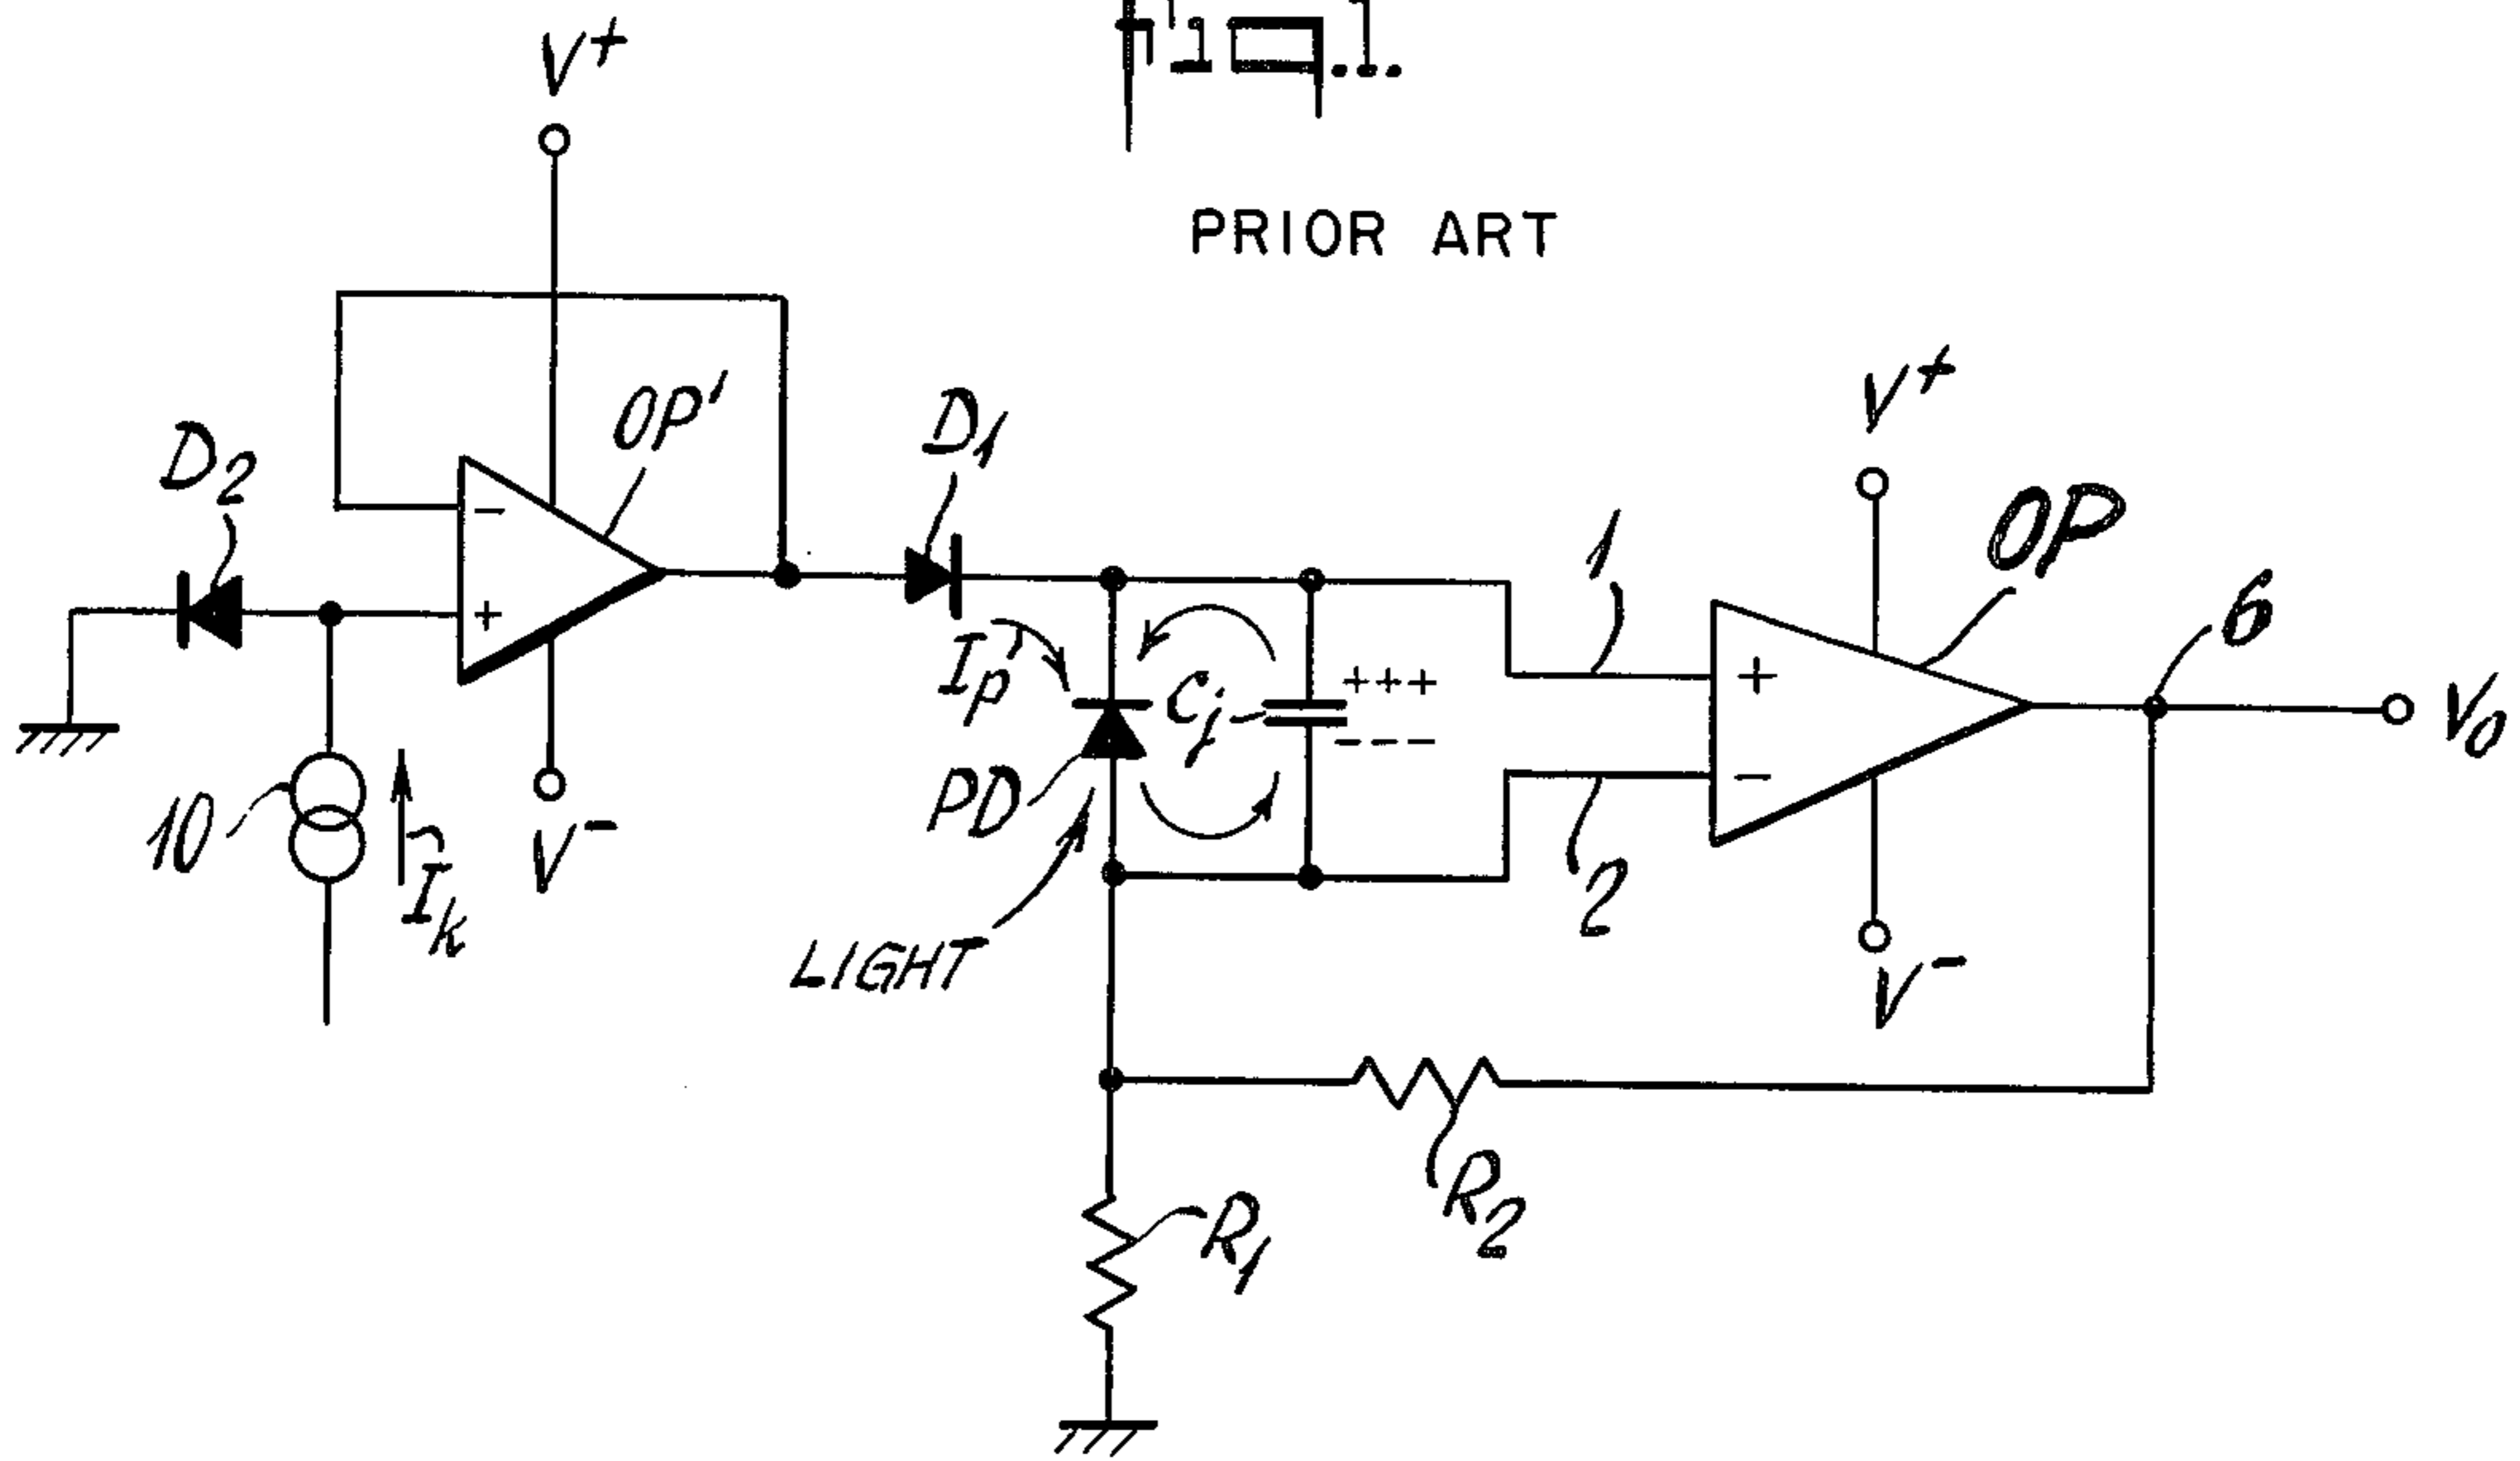 Fig. 1.
PRIOR ART
V+
OP'
D2
D1
V+
OP
1
6
- 
+
Ip
Cj
+++
---
+
-
V0
PD
10
Ik
V-
2
LIGHT
V-
R2
R1